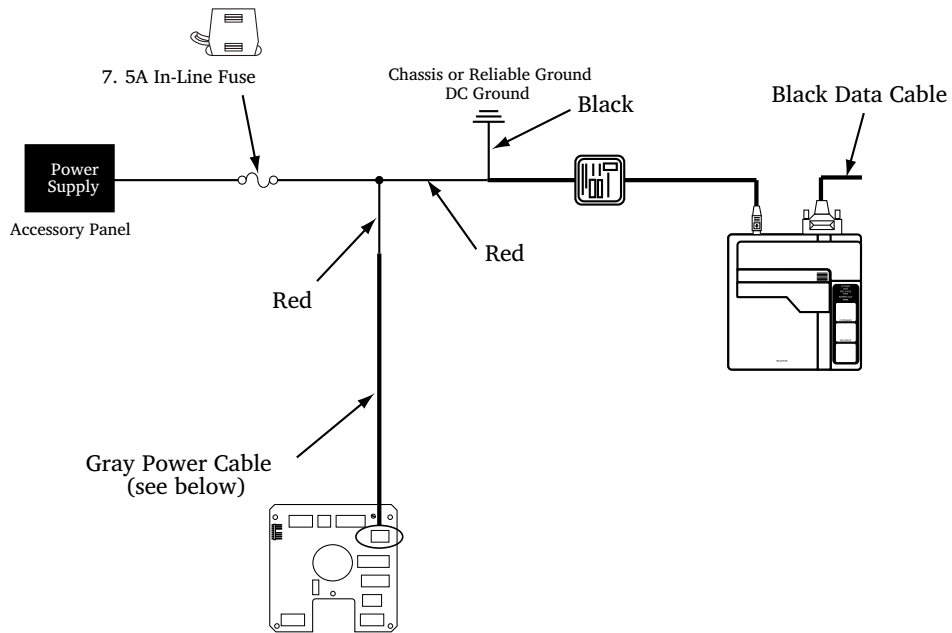 7. 5A In-Line Fuse
Chassis or Reliable Ground
DC Ground
Black
Black Data Cable
Power
Supply
Accessory Panel
Red
Red
Gray Power Cable
(see below)